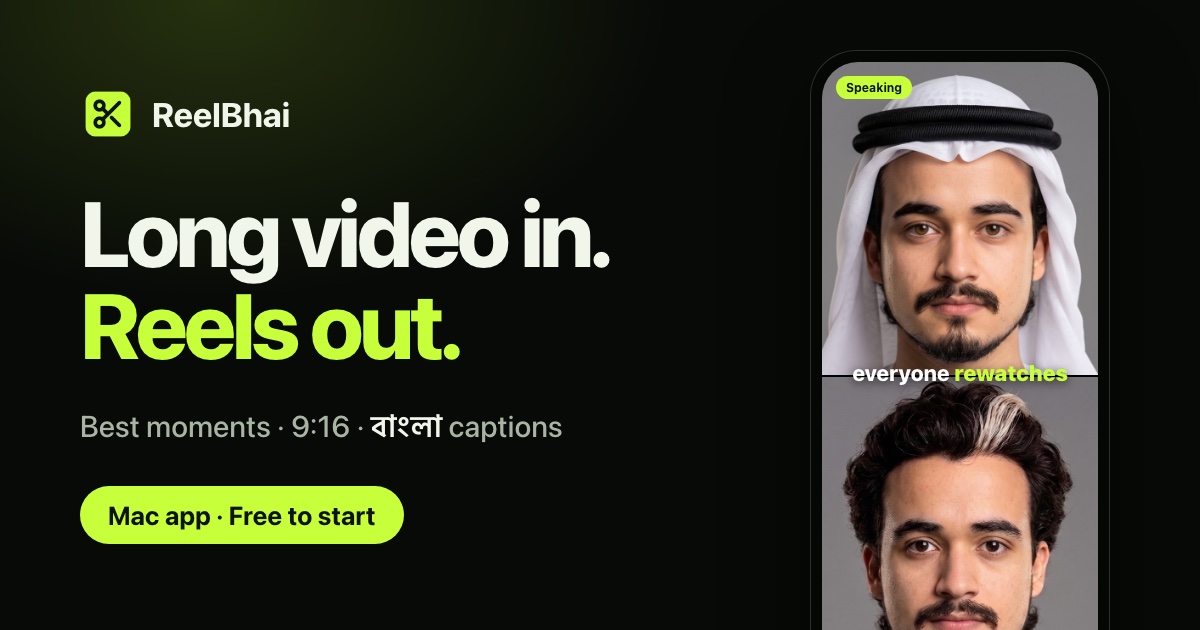 ReelBhai
Long video in.
Reels out.
Best moments · 9:16 · বাংলা captions
Mac app · Free to start
Speaking
everyone rewatches